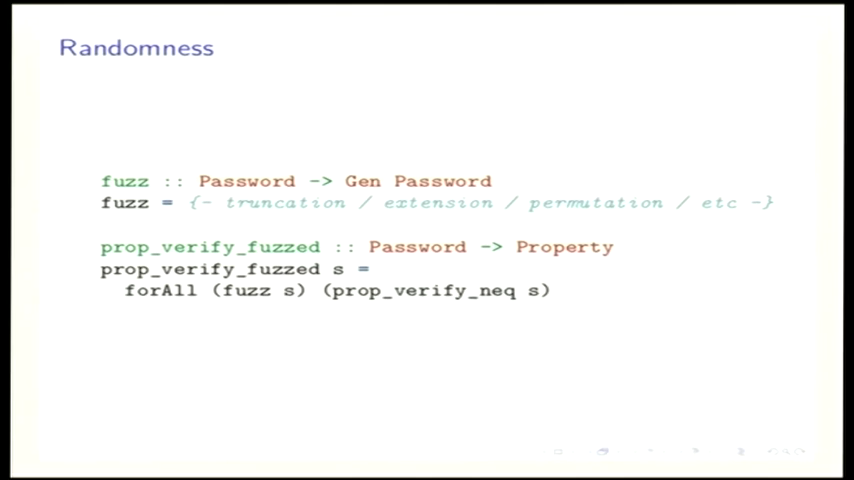 Randomness
fuzz :: Password -> Gen Password
fuzz = {- truncation / extension / permutation / etc -}
prop_verify_fuzzed :: Password -> Property
prop_verify_fuzzed s =
forAll (fuzz s) (prop_verify_neq s)